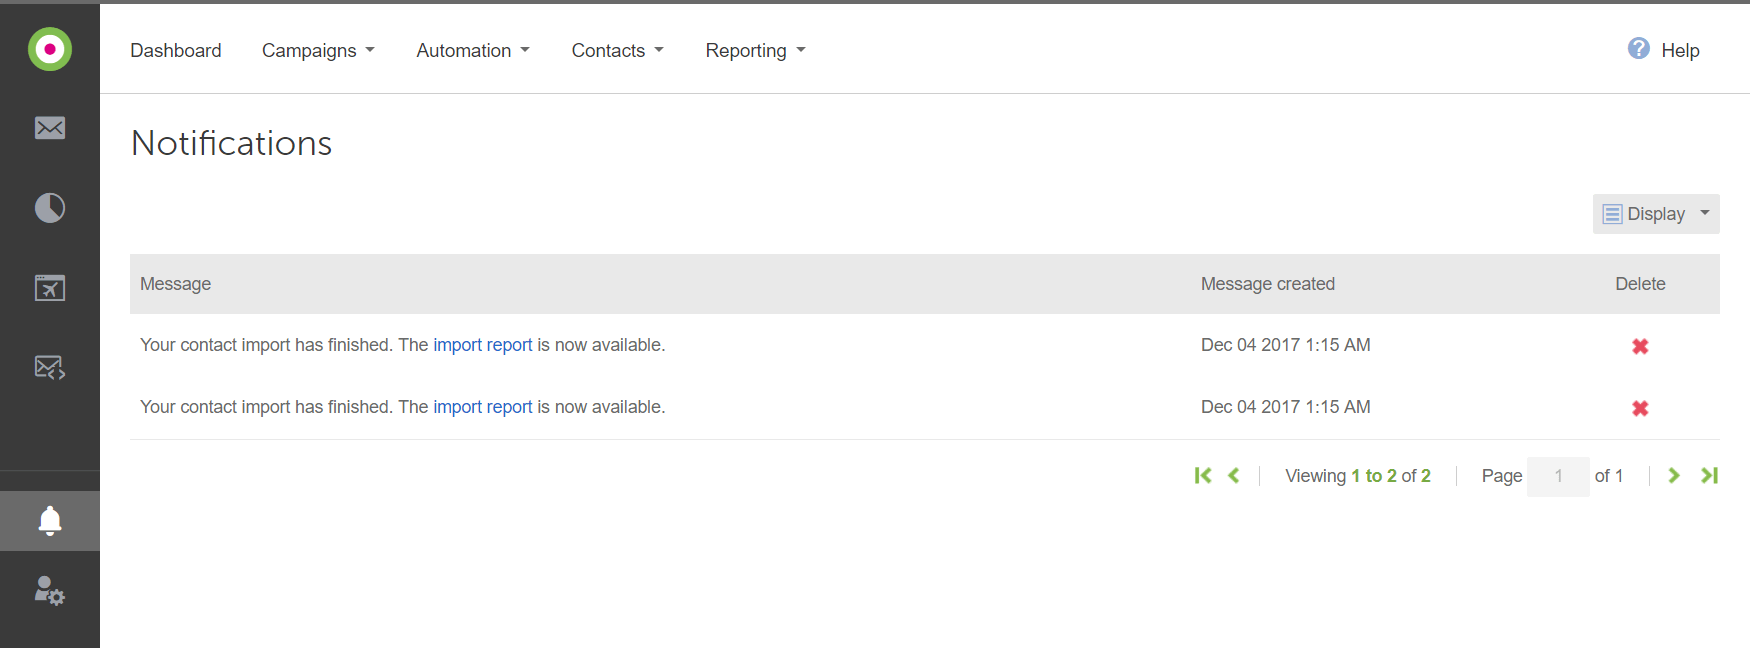 Dashboard Campaigns Automation Contacts Reporting ? Help
Notifications
Display
Message Message created Delete
Your contact import has finished. The import report is now available. Dec 04 2017 1:15 AM
Your contact import has finished. The import report is now available. Dec 04 2017 1:15 AM
Viewing 1 to 2 of 2 Page 1 of 1